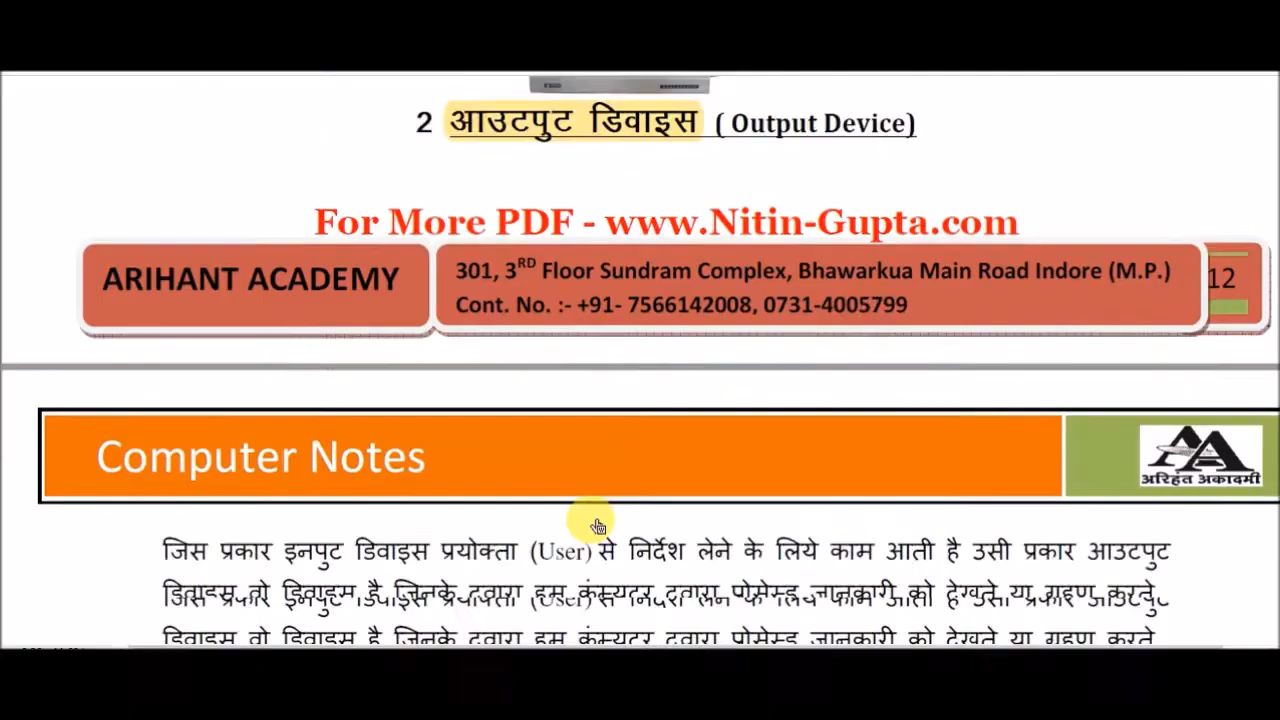 2 आउटपुट डिवाइस ( Output Device)
For More PDF - www.Nitin-Gupta.com
ARIHANT ACADEMY
301, 3RD Floor Sundram Complex, Bhawarkua Main Road Indore (M.P.)
Cont. No. :- +91- 7566142008, 0731-4005799
12
Computer Notes
अरिहंत अकादमी
जिस प्रकार इनपुट डिवाइस प्रयोक्ता (User) से निर्देश लेने के लिये काम आती है उसी प्रकार आउटपुट
डिवाइस वो डिवाइस है जिनके द्वारा हम कंम्यूटर द्वारा प्रोसेस्ड जानकारी को देखते या ग्रहण करते